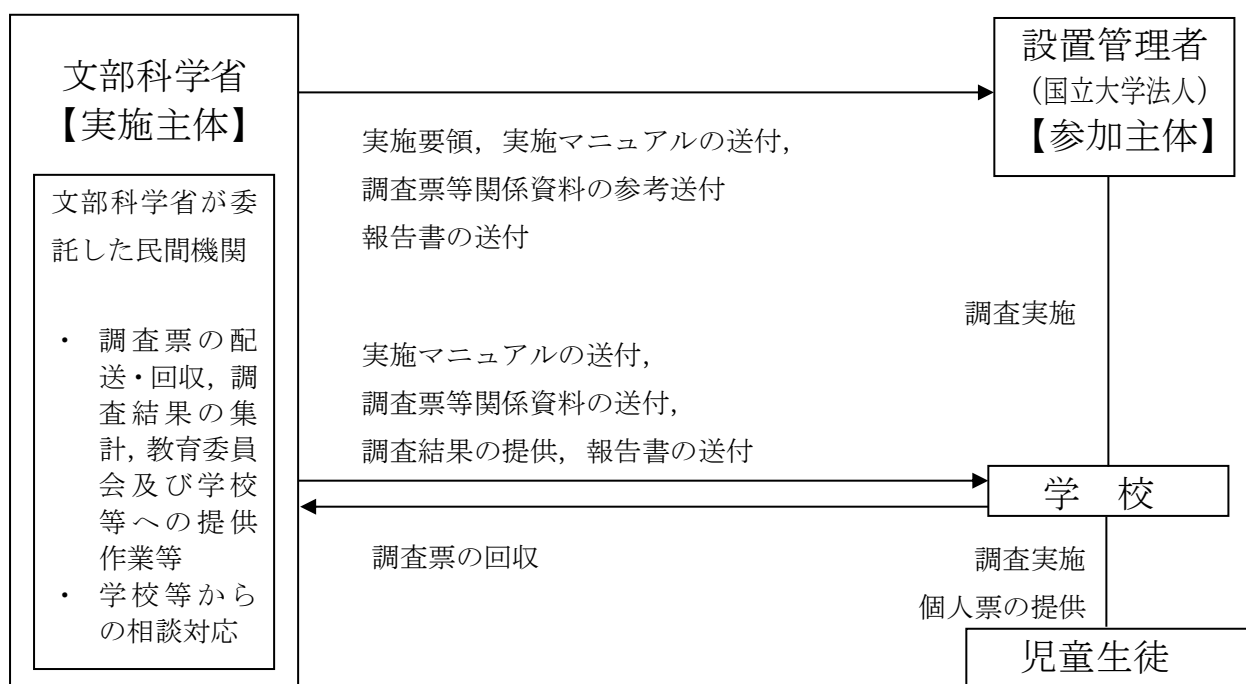 文部科学省
【実施主体】
文部科学省が委
託した民間機関
・ 調査票の配
送・回収，調
査結果の集
計，教育委員
会及び学校
等への提供
作業等
・ 学校等から
の相談対応
実施要領，実施マニュアルの送付，
調査票等関係資料の参考送付
報告書の送付
実施マニュアルの送付，
調査票等関係資料の送付，
調査結果の提供，報告書の送付
調査票の回収
設置管理者
（国立大学法人）
【参加主体】
調査実施
学 校
調査実施
個人票の提供
児童生徒